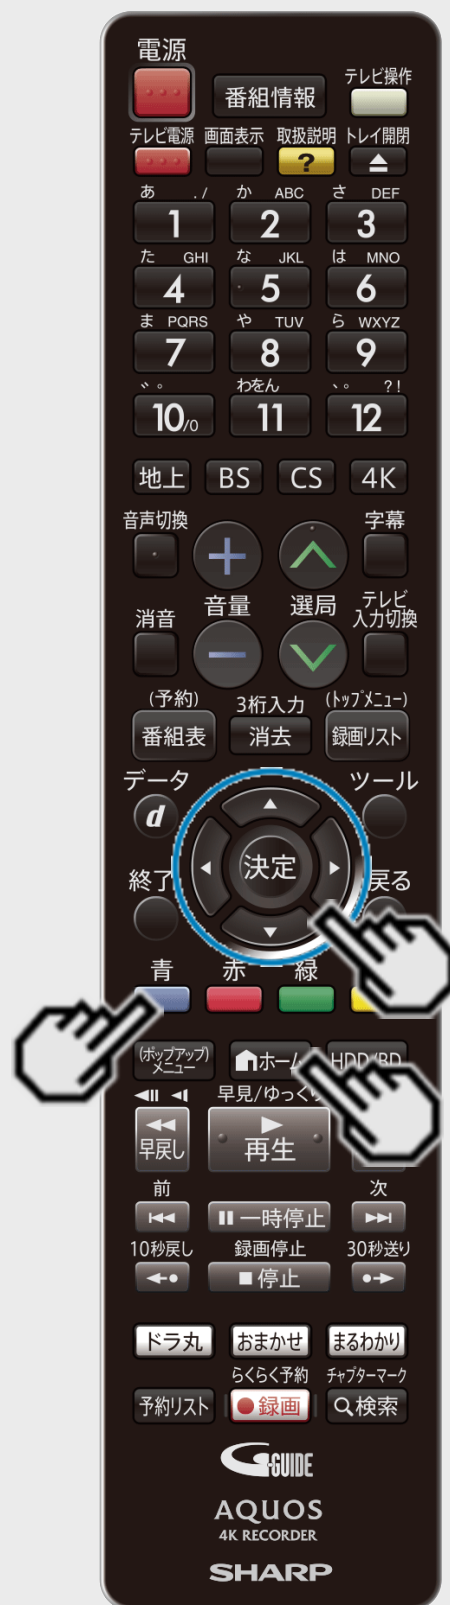 電源
番組情報
テレビ操作
テレビ電源 画面表示 取扱説明 トレイ開閉
?
あ ./ か ABC さ DEF
1 2 3
た GHI な JKL は MNO
4 5 6
ま PQRS や TUV ら WXYZ
7 8 9
゛゜ わをん 、。 ?!
10/0 11 12
地上 BS CS 4K
音声切換 字幕
+
消音 音量 選局 テレビ
入力切換
−
(予約) 3桁入力 (トップメニュー)
番組表 消去 録画リスト
データ ツール
d
決定
終了 戻る
青 赤 緑
(ポップアップ)
メニュー
ホーム HDD/BD
早見/ゆっくり
早戻し 再生
前 次
一時停止
10秒戻し 録画停止 30秒送り
停止
ドラ丸 おまかせ まるわかり
らくらく予約 チャプターマーク
予約リスト 録画 検索
G-GUIDE
AQUOS
4K RECORDER
SHARP